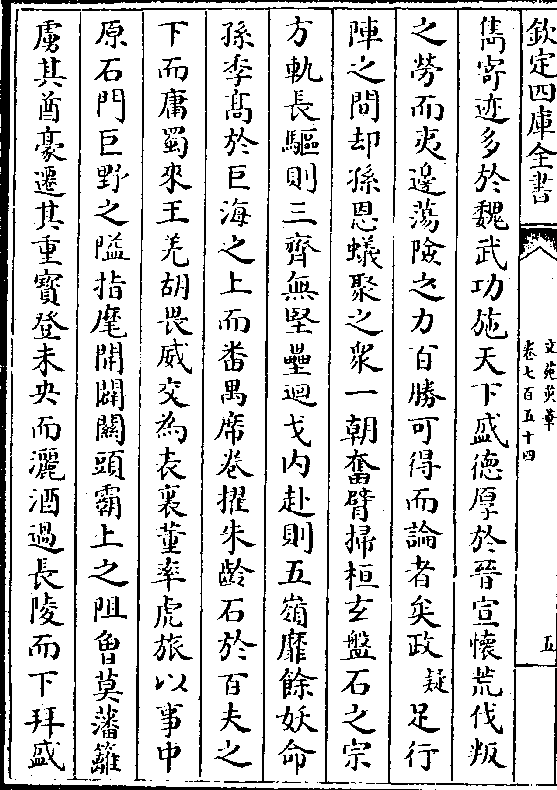 欽定四庫全書
文苑英華
卷七百五十四
五
雋寄迹多於魏武功施天下盛德厚於晉宣懷荒伐叛
之勞而夷邊蕩險之力百勝可得而論者矣政疑足行
陣之間却孫恩蟻聚之衆一朝奮臂掃桓玄盤石之宗
方軌長驅則三齊無堅壘迴戈內赴則五嶺靡餘妖命
孫李髙於巨海之上而畨禺席卷擢朱齡石於百夫之
下而庸蜀來王羌胡畏威交為表裏董率虎旅以事中
原石門巨野之隘指麾開闢關頭霸上之阻曾莫藩籬
虜其酋豪遷其重寳登未央而灑酒過長陵而下拜盛